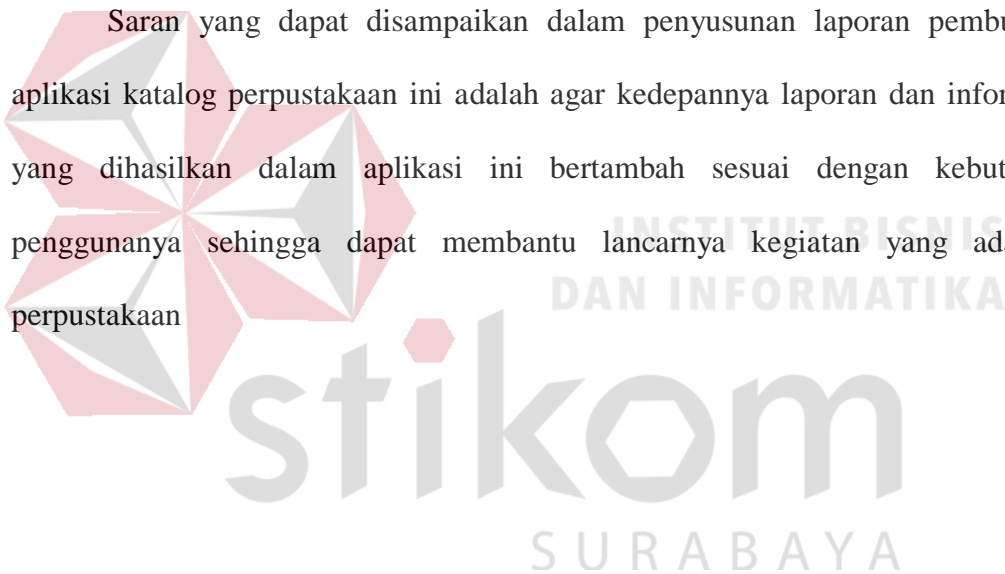 Saran yang dapat disampaikan dalam penyusunan laporan pembu
aplikasi katalog perpustakaan ini adalah agar kedepannya laporan dan infor
yang dihasilkan dalam aplikasi ini bertambah sesuai dengan kebut
penggunanya sehingga dapat membantu lancarnya kegiatan yang ad
perpustakaan
INSTITUT BISNIS
DAN INFORMATIKA
stikom
SURABAYA